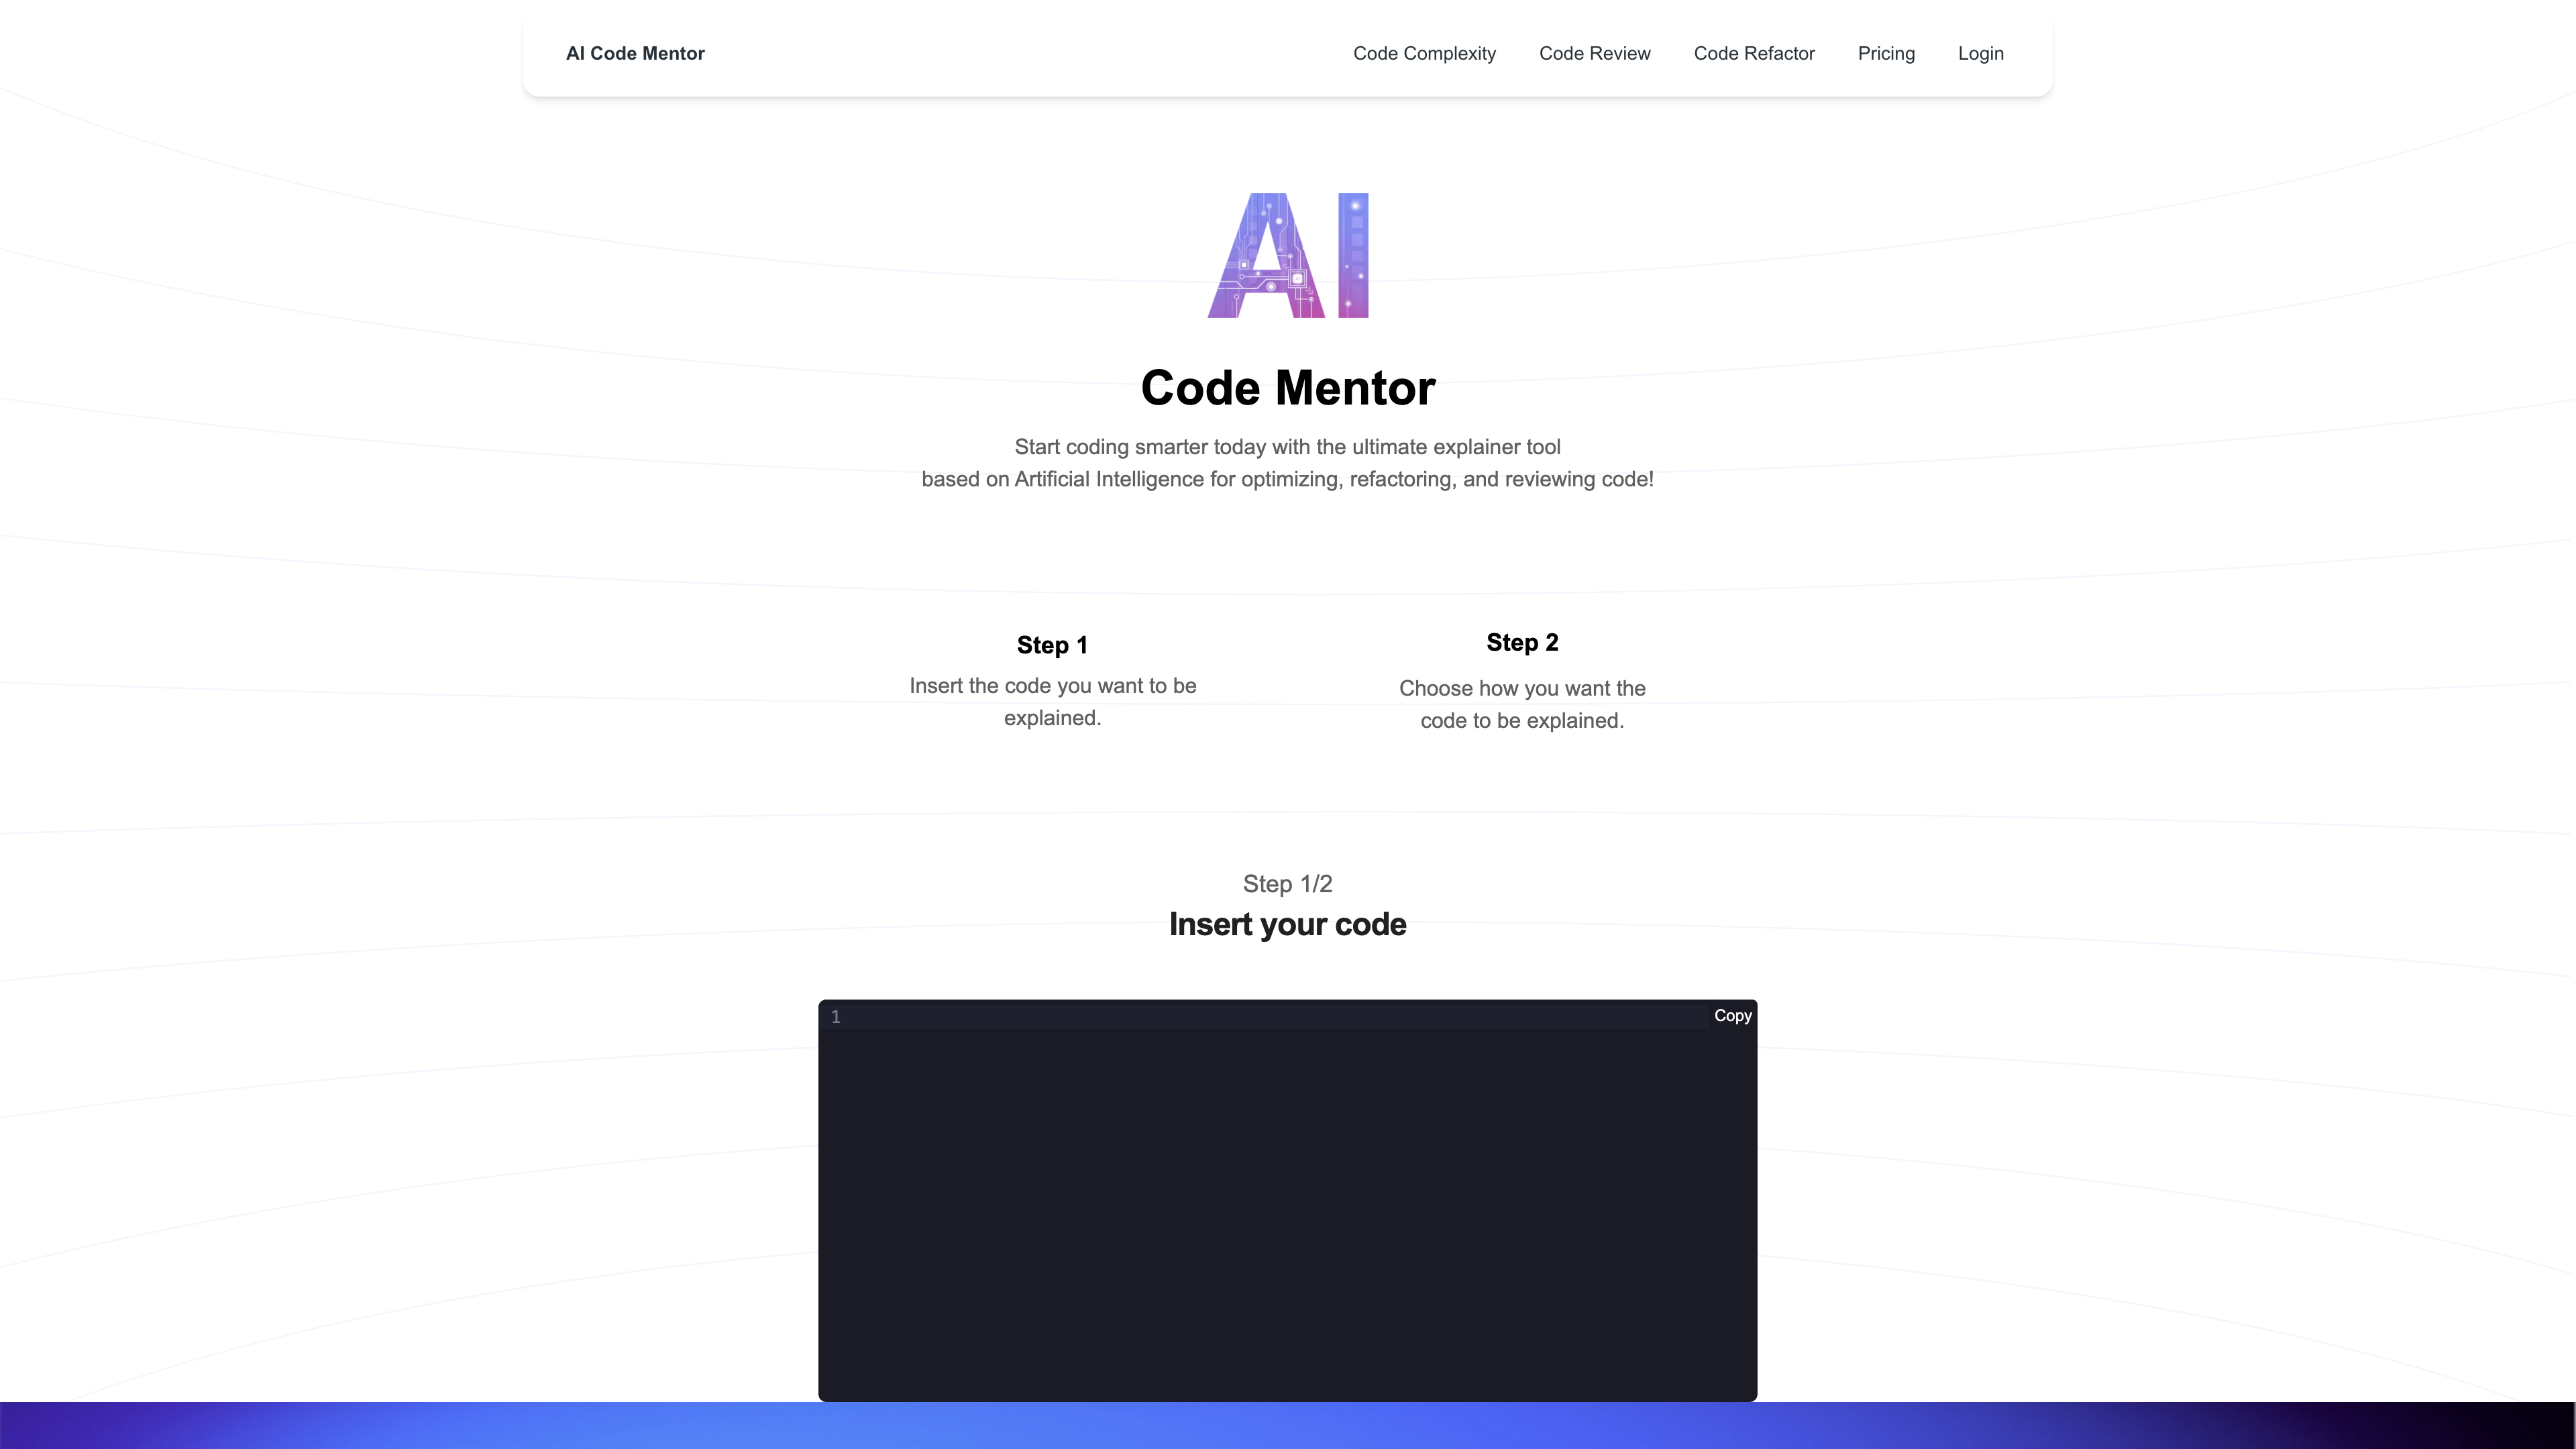 AI Code Mentor
Code Complexity
Code Review
Code Refactor
Pricing
Login
AI
Code Mentor
Start coding smarter today with the ultimate explainer tool
based on Artificial Intelligence for optimizing, refactoring, and reviewing code!
Step 1
Insert the code you want to be
explained.
Step 2
Choose how you want the
code to be explained.
Step 1/2
Insert your code
1
Copy